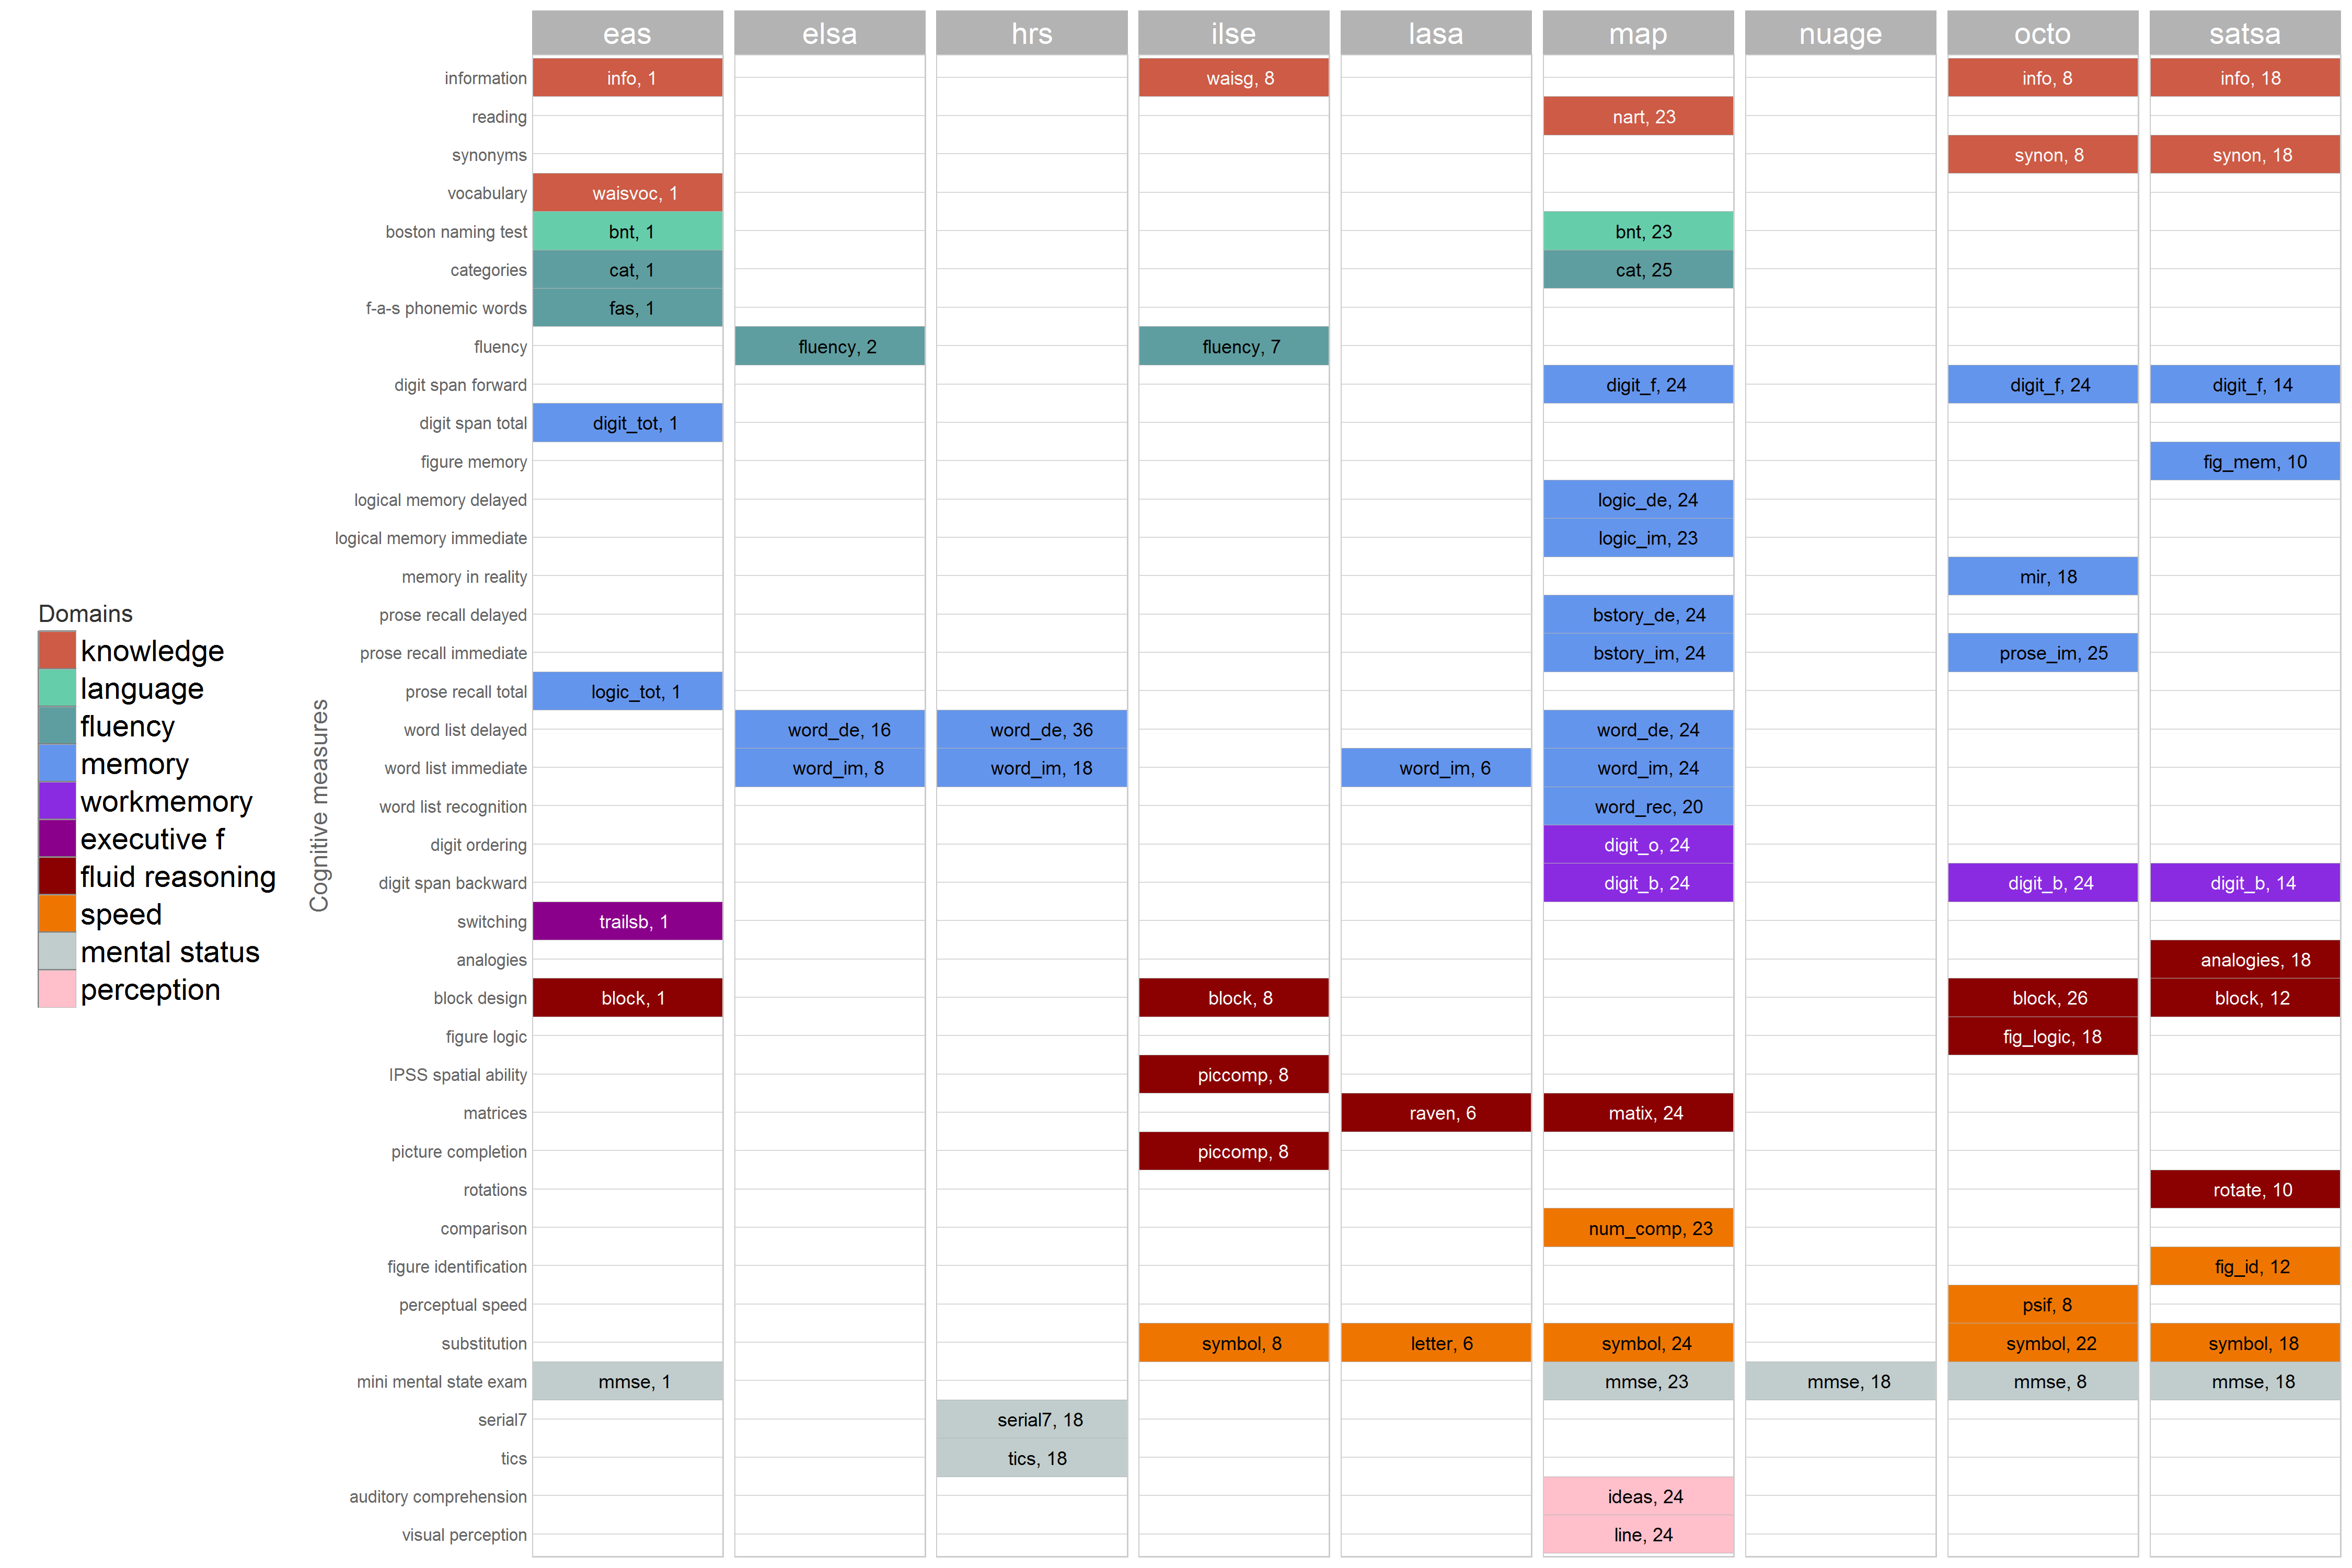 eas elsa hrs ilse lasa map nuage octo satsa
information info, 1 waisg, 8 info, 8 info, 18
reading nart, 23
synonyms synon, 8 synon, 18
vocabulary waisvoc, 1
boston naming test bnt, 1 bnt, 23
categories cat, 1 cat, 25
f-a-s phonemic words fas, 1
fluency fluency, 2 fluency, 7
digit span forward digit_f, 24 digit_f, 24 digit_f, 14
digit span total digit_tot, 1
figure memory fig_mem, 10
logical memory delayed logic_de, 24
logical memory immediate logic_im, 23
memory in reality mir, 18
prose recall delayed bstory_de, 24
prose recall immediate bstory_im, 24 prose_im, 25
prose recall total logic_tot, 1
word list delayed word_de, 16 word_de, 36 word_de, 24
word list immediate word_im, 8 word_im, 18 word_im, 6 word_im, 24
word list recognition word_rec, 20
digit ordering digit_o, 24
digit span backward digit_b, 24 digit_b, 24 digit_b, 14
switching trailsb, 1
analogies analogies, 18
block design block, 1 block, 8 block, 26 block, 12
figure logic fig_logic, 18
IPSS spatial ability piccomp, 8
matrices raven, 6 matix, 24
picture completion piccomp, 8
rotations rotate, 10
comparison num_comp, 23
figure identification fig_id, 12
perceptual speed psif, 8
substitution symbol, 8 letter, 6 symbol, 24 symbol, 22 symbol, 18
mini mental state exam mmse, 1 mmse, 23 mmse, 18 mmse, 8 mmse, 18
serial7 serial7, 18
tics tics, 18
auditory comprehension ideas, 24
visual perception line, 24
Cognitive measures
Domains
knowledge
language
fluency
memory
workmemory
executive f
fluid reasoning
speed
mental status
perception